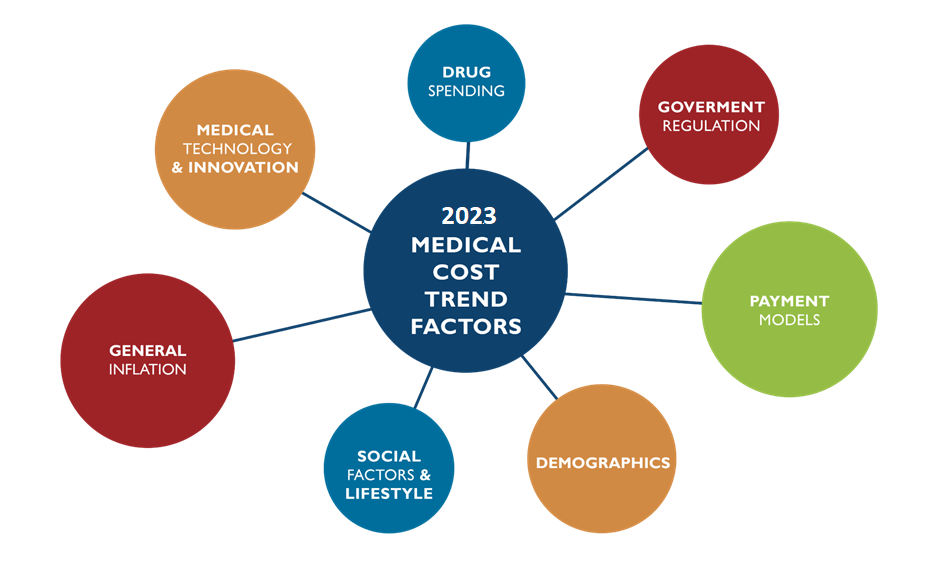 DRUG
SPENDING
GOVERMENT
REGULATION
MEDICAL
TECHNOLOGY
& INNOVATION
2023
MEDICAL
COST
TREND
FACTORS
PAYMENT
MODELS
GENERAL
INFLATION
SOCIAL
FACTORS &
LIFESTYLE
DEMOGRAPHICS